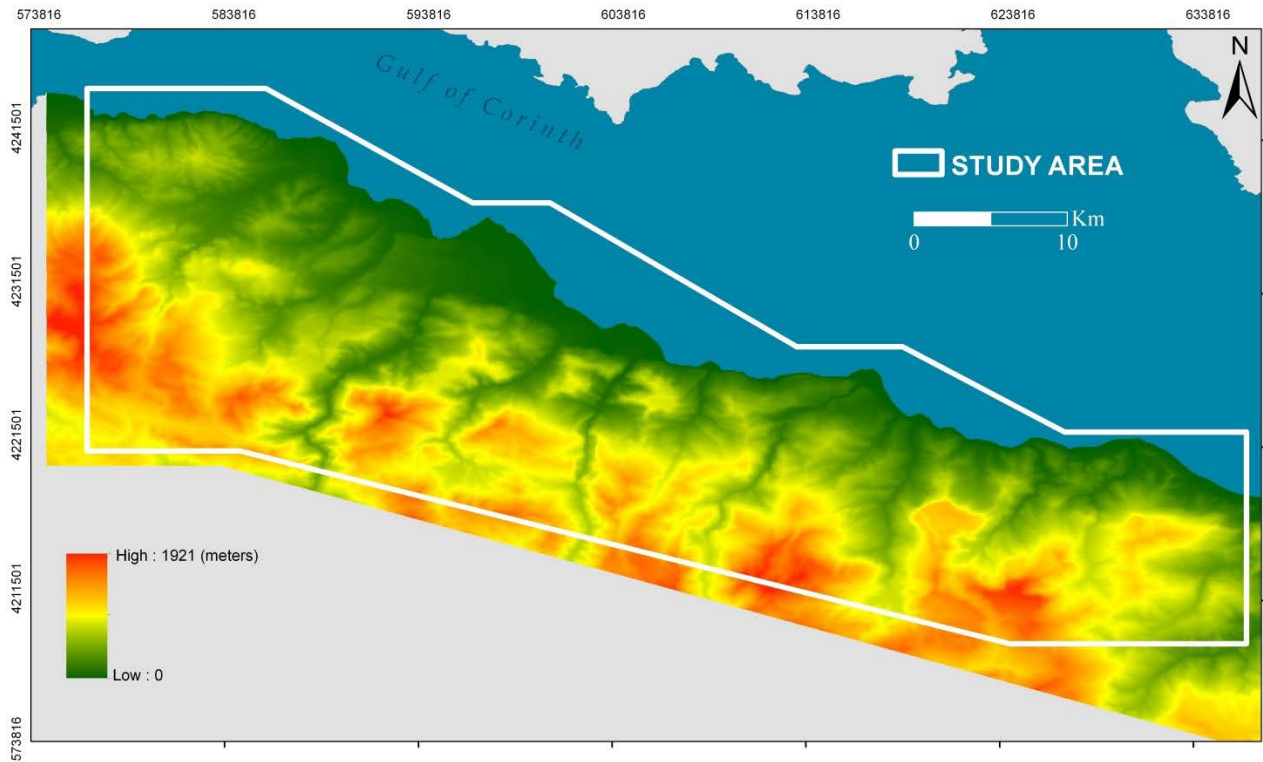 573816 583816 593816 603816 613816 623816 633816
N
Gulf of Corinth
4241501
STUDY AREA
Km
0 10
4231501
4221501
High : 1921 (meters)
4211501
Low : 0
573816